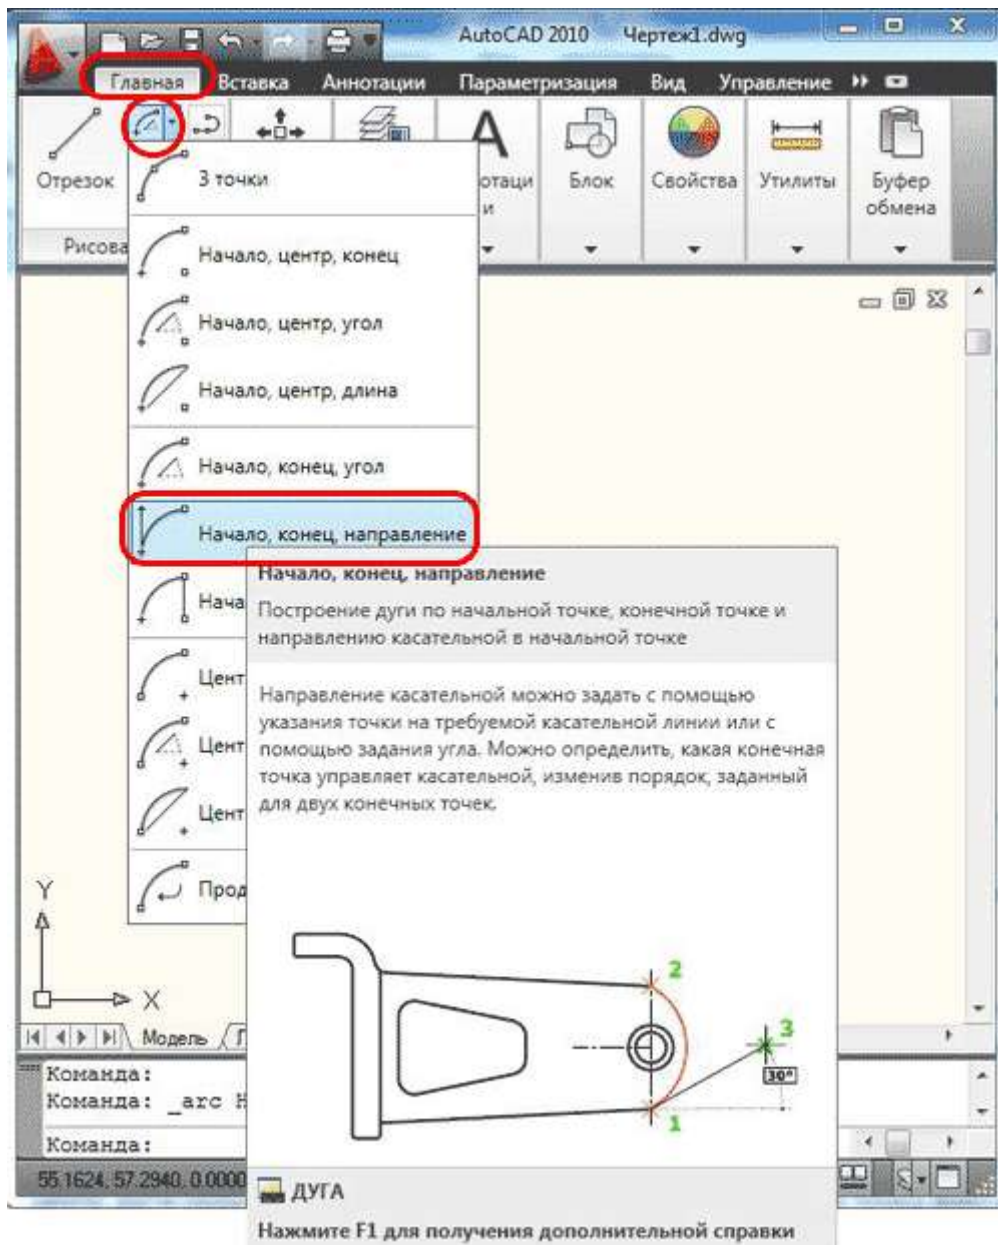 AutoCAD 2010 Чертеж1.dwg
Главная Вставка Аннотации Параметризация Вид Управление
Отрезок
отаци
и
Блок
Свойства
Утилиты
Буфер
обмена
Рисова
3 точки
Начало, центр, конец
Начало, центр, угол
Начало, центр, длина
Начало, конец, угол
Начало, конец, направление
Нача
Цент
Цент
Цент
Прод
Начало, конец, направление
Построение дуги по начальной точке, конечной точке и
направлению касательной в начальной точке
Направление касательной можно задать с помощью
указания точки на требуемой касательной линии или с
помощью задания угла. Можно определить, какая конечная
точка управляет касательной, изменив порядок, заданный
для двух конечных точек.
2
3
30°
1
Y
X
Модель
Команда:
Команда: _arc
Команда:
55.1624, 57.2940, 0.0000
ДУГА
Нажмите F1 для получения дополнительной справки